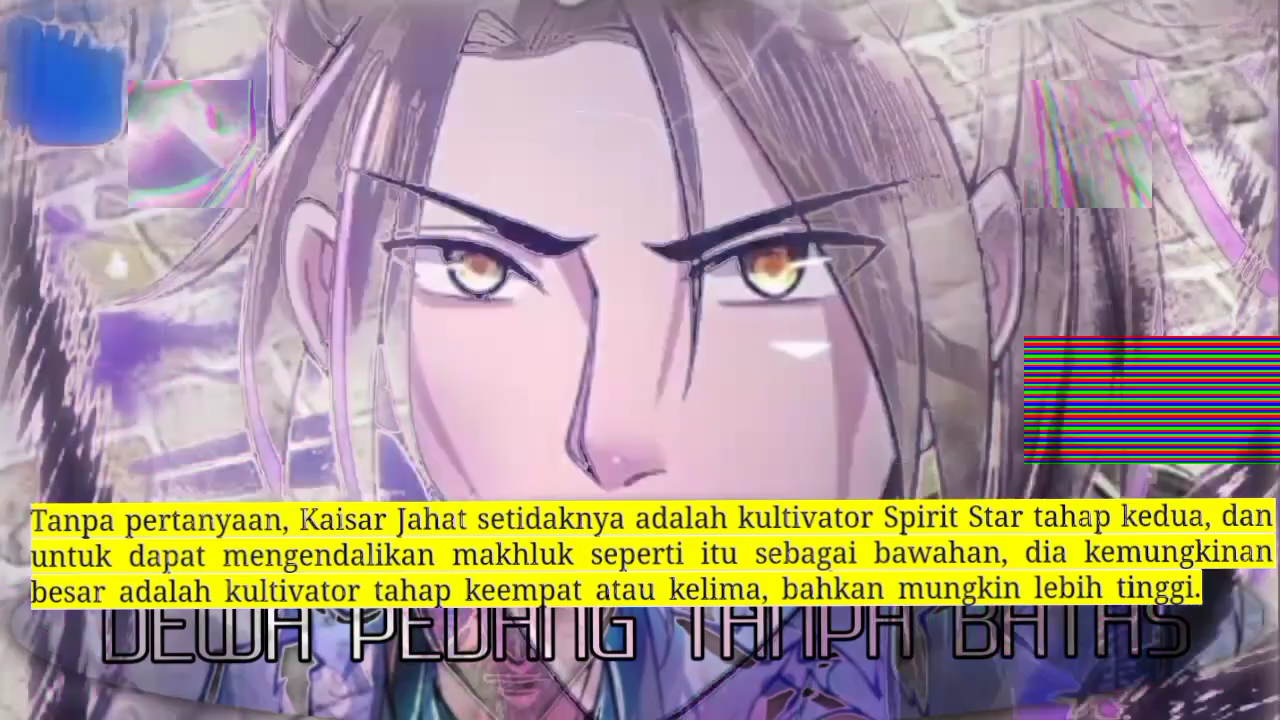 Tanpa pertanyaan, Kaisar Jahat setidaknya adalah kultivator Spirit Star tahap kedua, dan
untuk dapat mengendalikan makhluk seperti itu sebagai bawahan, dia kemungkinan
besar adalah kultivator tahap keempat atau kelima, bahkan mungkin lebih tinggi.
DEWA PEDANG TANPA BATAS